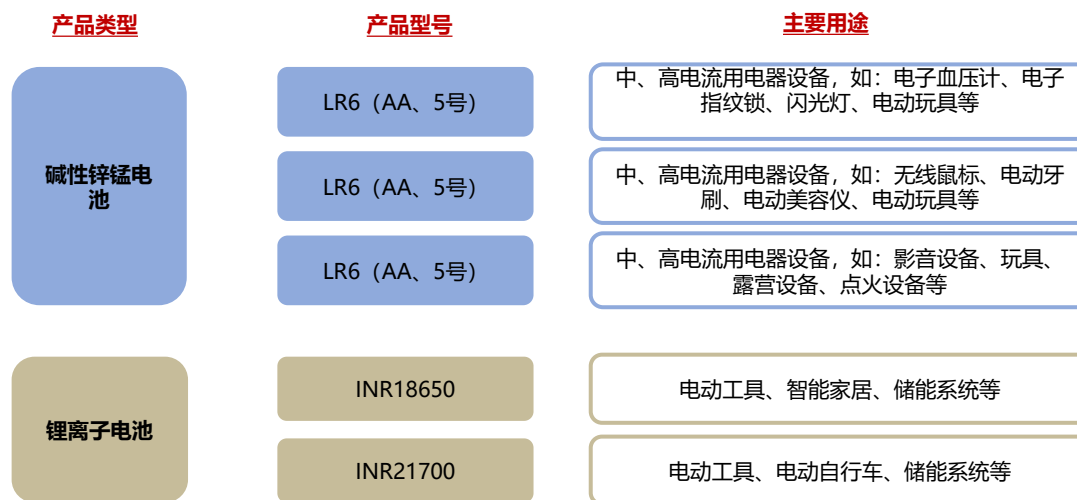 产品类型
产品型号
主要用途
碱性锌锰电
池
LR6（AA、5号）
中、高电流用电器设备，如：电子血压计、电子
指纹锁、闪光灯、电动玩具等
LR6（AA、5号）
中、高电流用电器设备，如：无线鼠标、电动牙
刷、电动美容仪、电动玩具等
LR6（AA、5号）
中、高电流用电器设备，如：影音设备、玩具、
露营设备、点火设备等
锂离子电池
INR18650
电动工具、智能家居、储能系统等
INR21700
电动工具、电动自行车、储能系统等